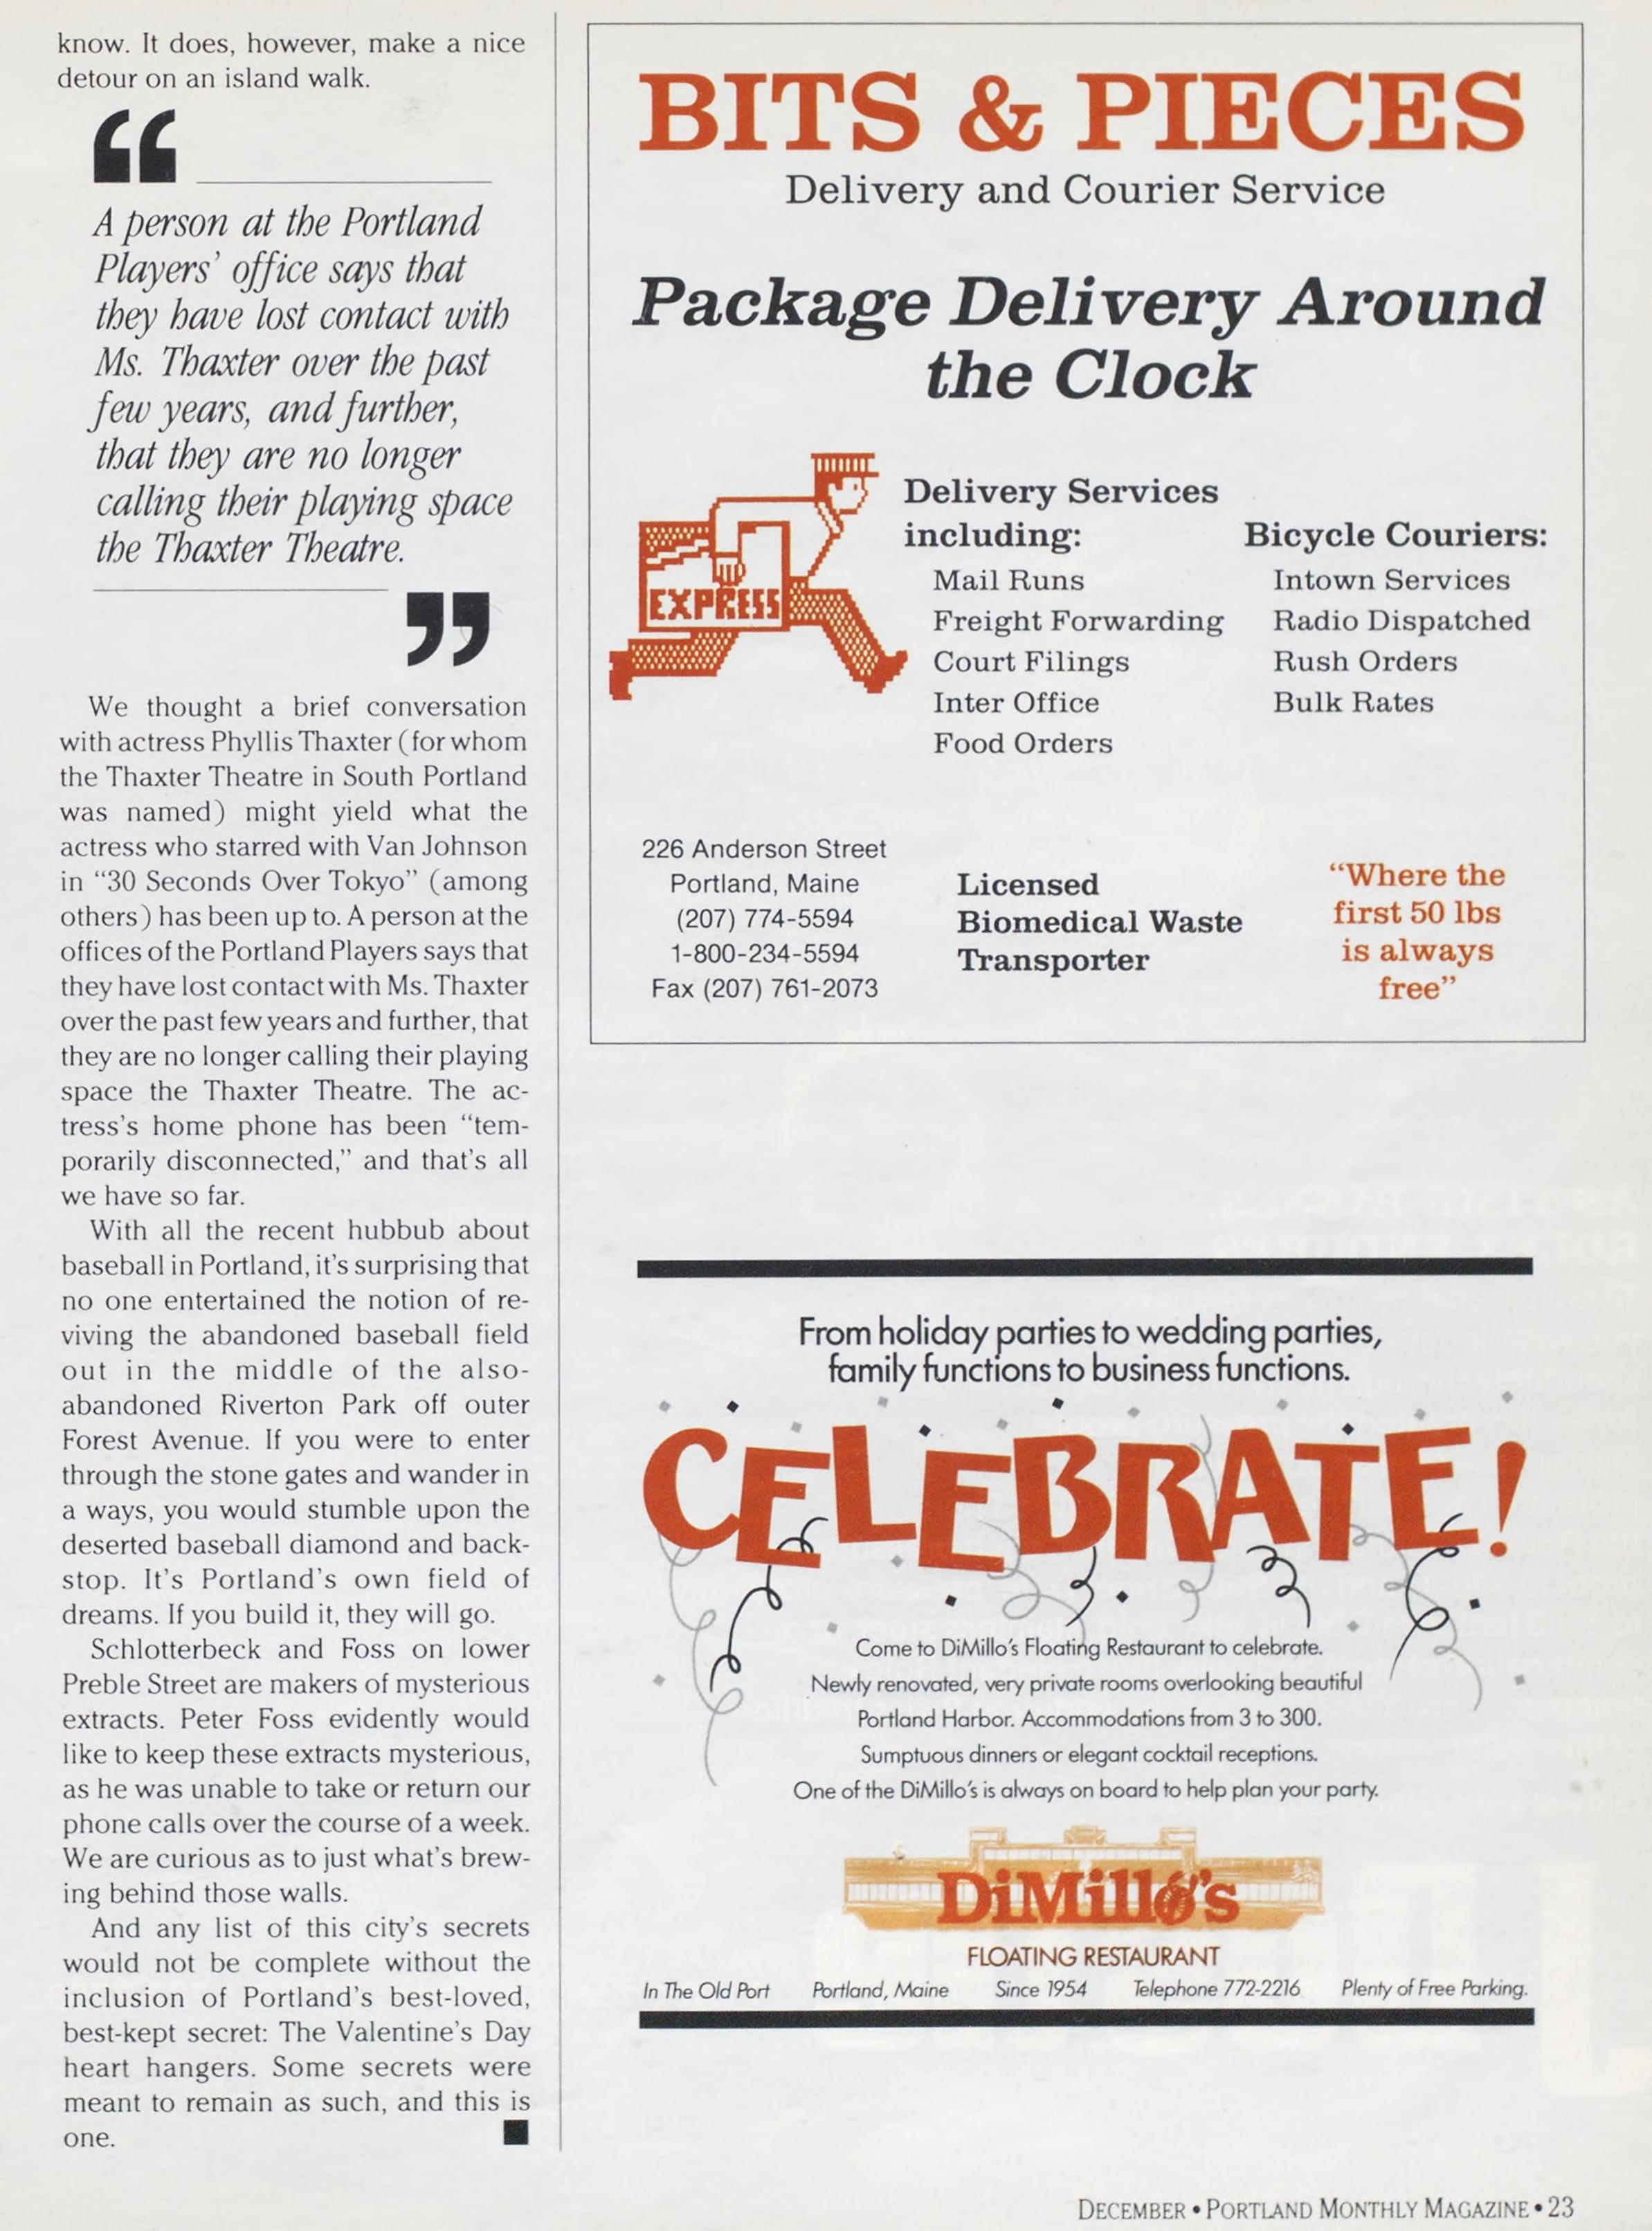 know. It does, however, make a nice
detour on an island walk.
“
A person at the Portland
Players’ office says that
they have lost contact with
Ms. Thaxter over the past
few years, and further,
that they are no longer
calling their playing space
the Thaxter Theatre.
”
We thought a brief conversation
with actress Phyllis Thaxter (for whom
the Thaxter Theatre in South Portland
was named) might yield what the
actress who starred with Van Johnson
in “30 Seconds Over Tokyo” (among
others) has been up to. A person at the
offices of the Portland Players says that
they have lost contact with Ms. Thaxter
over the past few years and further, that
they are no longer calling their playing
space the Thaxter Theatre. The ac-
tress’s home phone has been “tem-
porarily disconnected,” and that’s all
we have so far.
With all the recent hubbub about
baseball in Portland, it’s surprising that
no one entertained the notion of re-
viving the abandoned baseball field
out in the middle of the also-
abandoned Riverton Park off outer
Forest Avenue. If you were to enter
through the stone gates and wander in
a ways, you would stumble upon the
deserted baseball diamond and back-
stop. It’s Portland’s own field of
dreams. If you build it, they will go.
Schlotterbeck and Foss on lower
Preble Street are makers of mysterious
extracts. Peter Foss evidently would
like to keep these extracts mysterious,
as he was unable to take or return our
phone calls over the course of a week.
We are curious as to just what’s brew-
ing behind those walls.
And any list of this city’s secrets
would not be complete without the
inclusion of Portland’s best-loved,
best-kept secret: The Valentine’s Day
heart hangers. Some secrets were
meant to remain as such, and this is
one. ■
BITS & PIECES
Delivery and Courier Service
Package Delivery Around
the Clock
EXPRESS
Delivery Services
including:
Mail Runs
Freight Forwarding
Court Filings
Inter Office
Food Orders
Bicycle Couriers:
Intown Services
Radio Dispatched
Rush Orders
Bulk Rates
226 Anderson Street
Portland, Maine
(207) 774-5594
1-800-234-5594
Fax (207) 761-2073
Licensed
Biomedical Waste
Transporter
“Where the
first 50 lbs
is always
free”
From holiday parties to wedding parties,
family functions to business functions.
CELEBRATE!
Come to DiMillo’s Floating Restaurant to celebrate.
Newly renovated, very private rooms overlooking beautiful
Portland Harbor. Accommodations from 3 to 300.
Sumptuous dinners or elegant cocktail receptions.
One of the DiMillo’s is always on board to help plan your party.
DiMillo’s
FLOATING RESTAURANT
In The Old Port Portland, Maine Since 1954 Telephone 772-2216 Plenty of Free Parking.
DECEMBER • PORTLAND MONTHLY MAGAZINE • 23